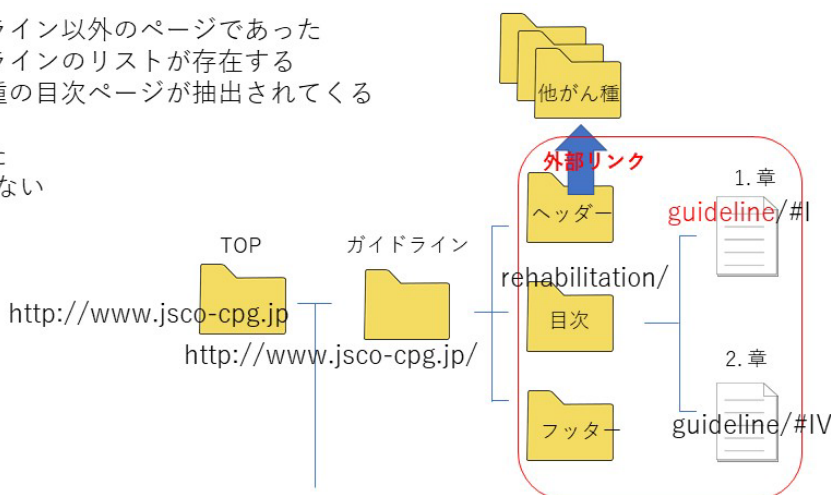 ライン以外のページであった
ラインのリストが存在する
種の目次ページが抽出されてくる
ない
他がん種
外部リンク
ヘッダー
1. 章
guideline/#I
TOP
ガイドライン
rehabilitation/
http://www.jsco-cpg.jp
目次
http://www.jsco-cpg.jp/
2. 章
フッター
guideline/#IV